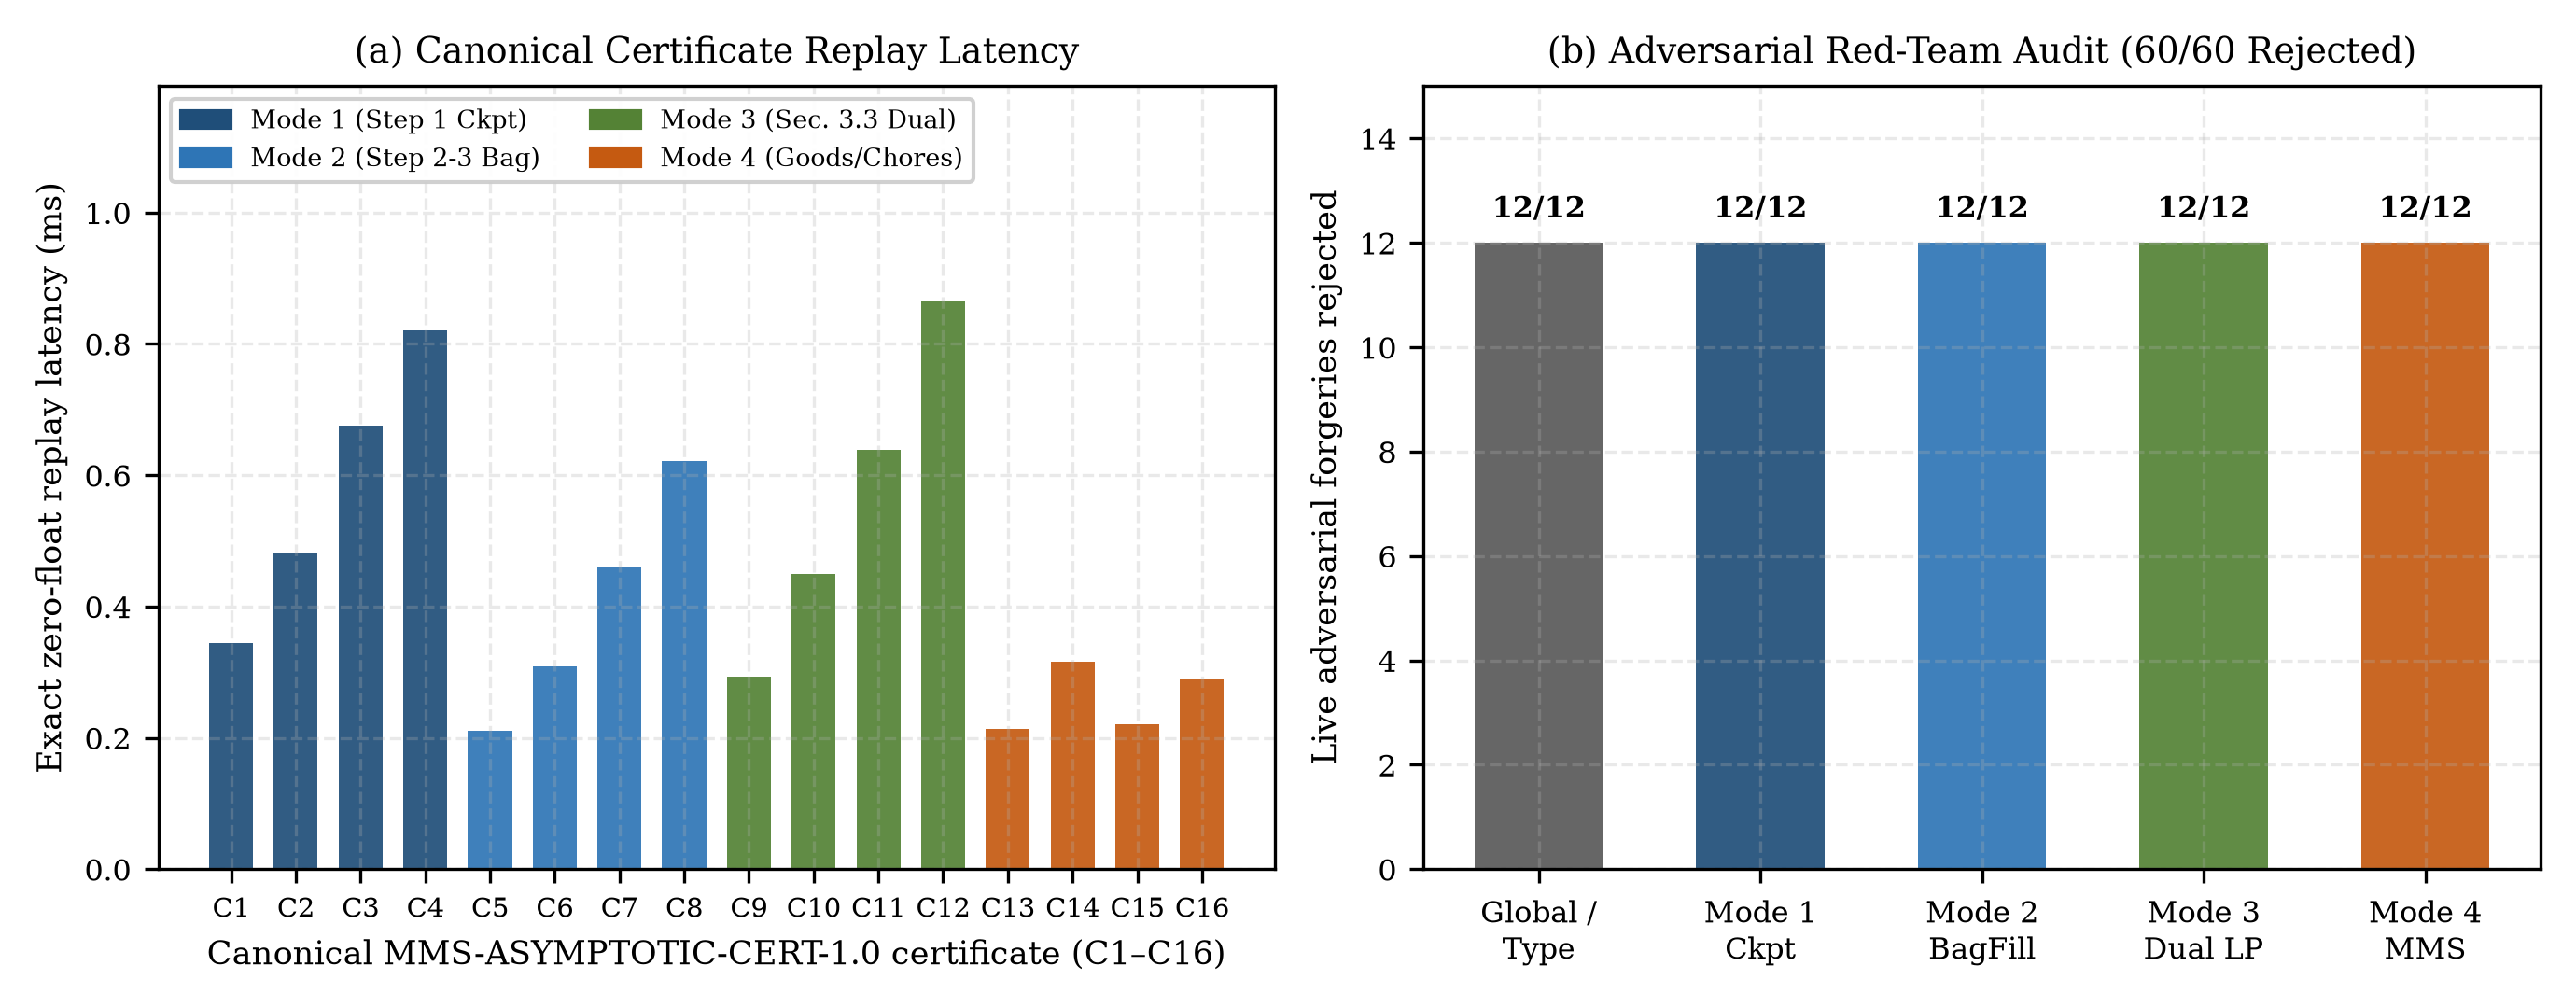 (a) Canonical Certificate Replay Latency
Mode 1 (Step 1 Ckpt)
Mode 2 (Step 2-3 Bag)
Mode 3 (Sec. 3.3 Dual)
Mode 4 (Goods/Chores)
Exact zero-float replay latency (ms)
1.0
0.8
0.6
0.4
0.2
0.0
C1 C2 C3 C4 C5 C6 C7 C8 C9 C10 C11 C12 C13 C14 C15 C16
Canonical MMS-ASYMPTOTIC-CERT-1.0 certificate (C1–C16)
(b) Adversarial Red-Team Audit (60/60 Rejected)
Live adversarial forgeries rejected
14
12
10
8
6
4
2
0
12/12 12/12 12/12 12/12 12/12
Global /
Type
Mode 1
Ckpt
Mode 2
BagFill
Mode 3
Dual LP
Mode 4
MMS